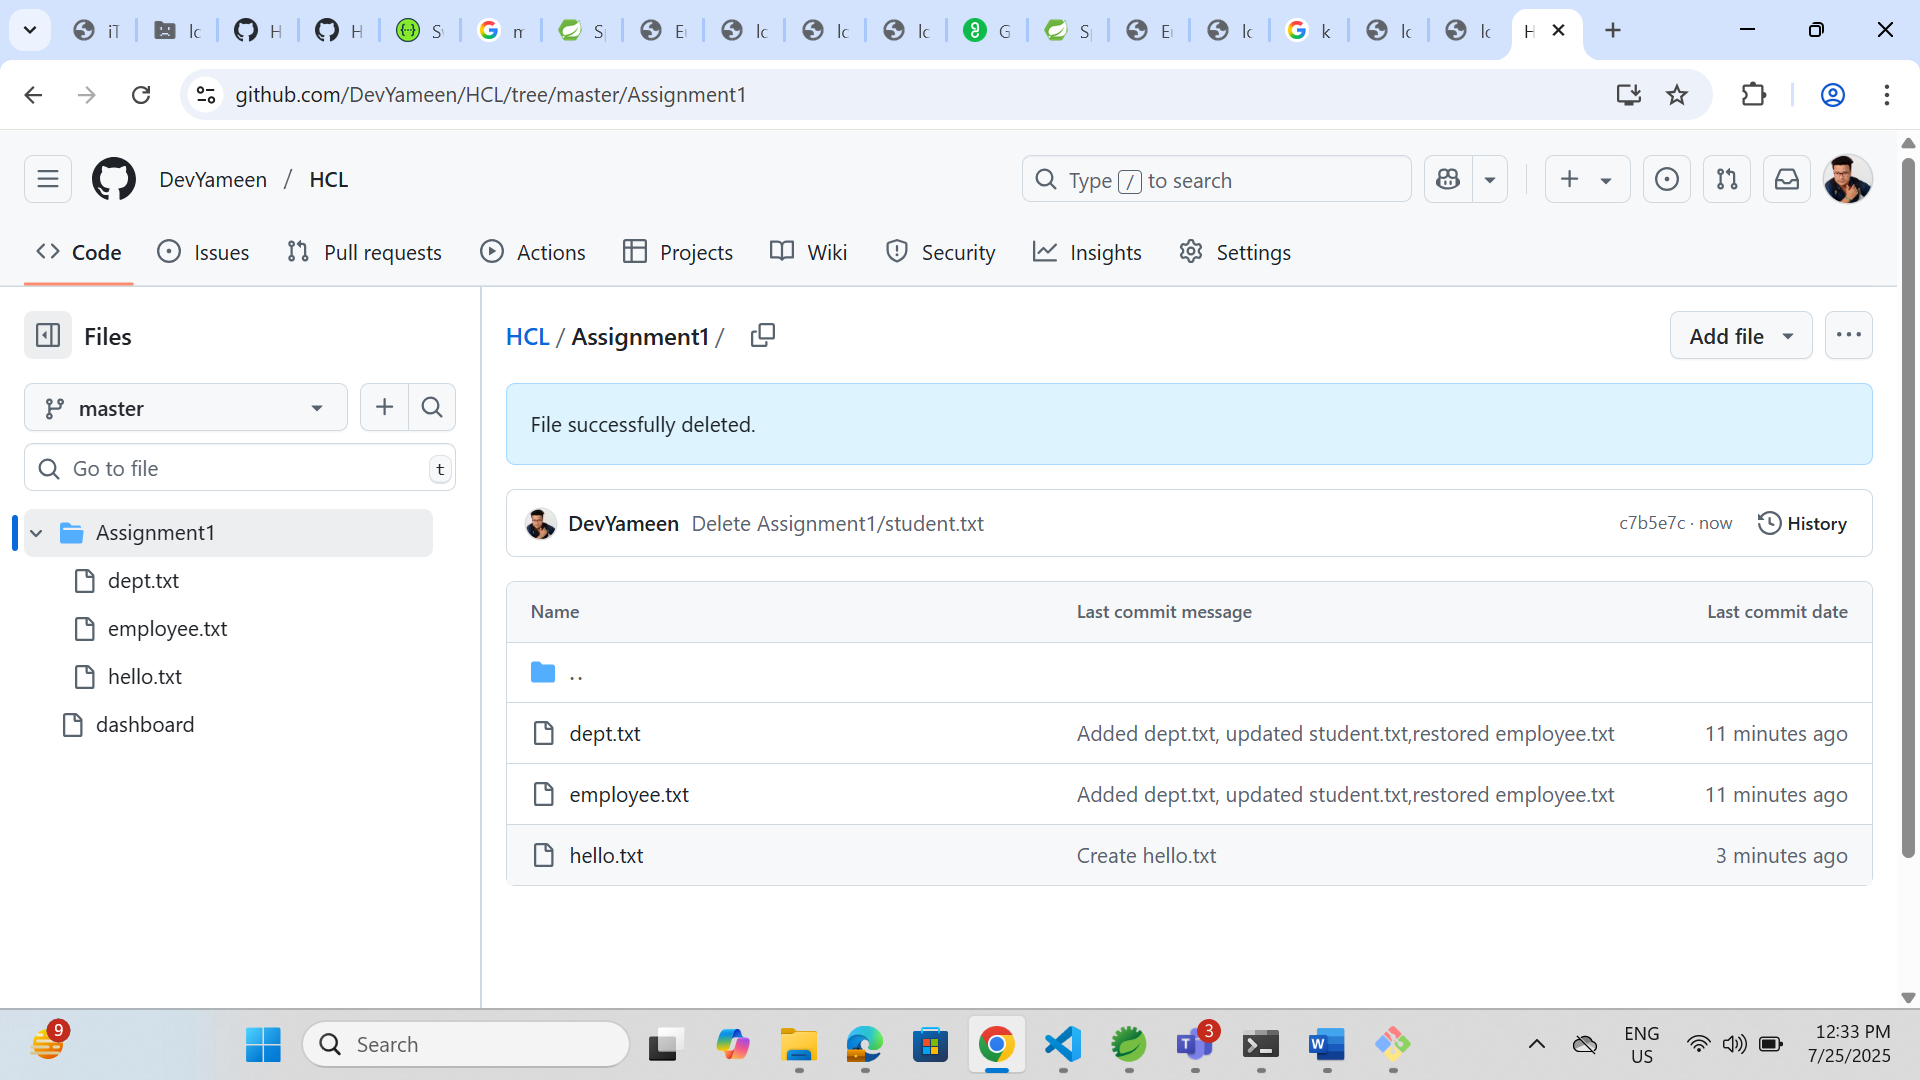 iT
lc
H
H
Sv
m
Sp
Eu
lc
lc
lc
G
Sp
Eu
lc
k
lc
lc
H
github.com/DevYameen/HCL/tree/master/Assignment1
DevYameen / HCL
Type / to search
Code
Issues
Pull requests
Actions
Projects
Wiki
Security
Insights
Settings
Files
master
Go to file
t
Assignment1
dept.txt
employee.txt
hello.txt
dashboard
HCL / Assignment1 /
Add file
File successfully deleted.
DevYameen Delete Assignment1/student.txt
c7b5e7c · now
History
Name Last commit message Last commit date
..
dept.txt Added dept.txt, updated student.txt,restored employee.txt 11 minutes ago
employee.txt Added dept.txt, updated student.txt,restored employee.txt 11 minutes ago
hello.txt Create hello.txt 3 minutes ago
9
Search
3
ENG
US
12:33 PM
7/25/2025